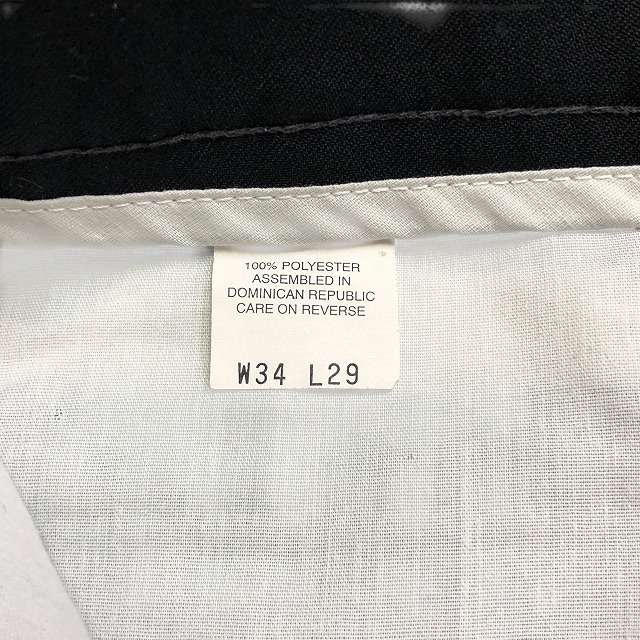 100% POLYESTER
ASSEMBLED IN
DOMINICAN REPUBLIC
CARE ON REVERSE
W34 L29